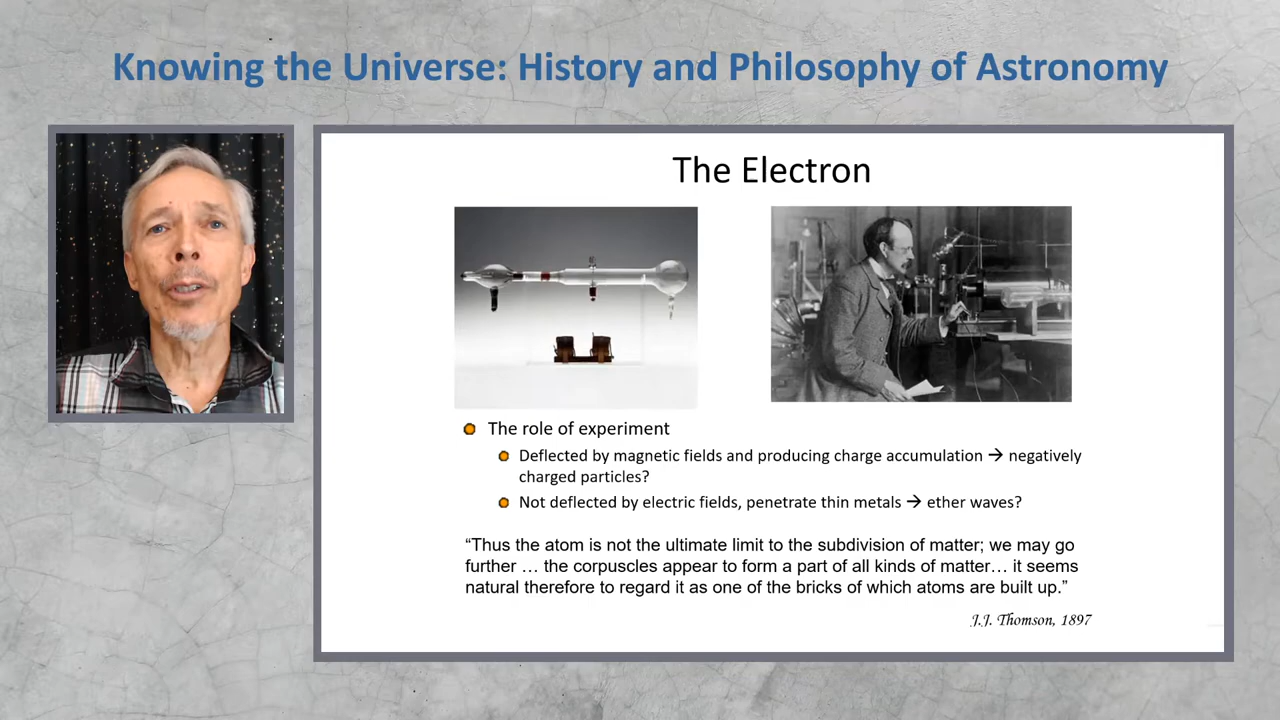 Knowing the Universe: History and Philosophy of Astronomy
The Electron
The role of experiment
Deflected by magnetic fields and producing charge accumulation → negatively
charged particles?
Not deflected by electric fields, penetrate thin metals → ether waves?
“Thus the atom is not the ultimate limit to the subdivision of matter; we may go
further … the corpuscles appear to form a part of all kinds of matter… it seems
natural therefore to regard it as one of the bricks of which atoms are built up.”
J.J. Thomson, 1897